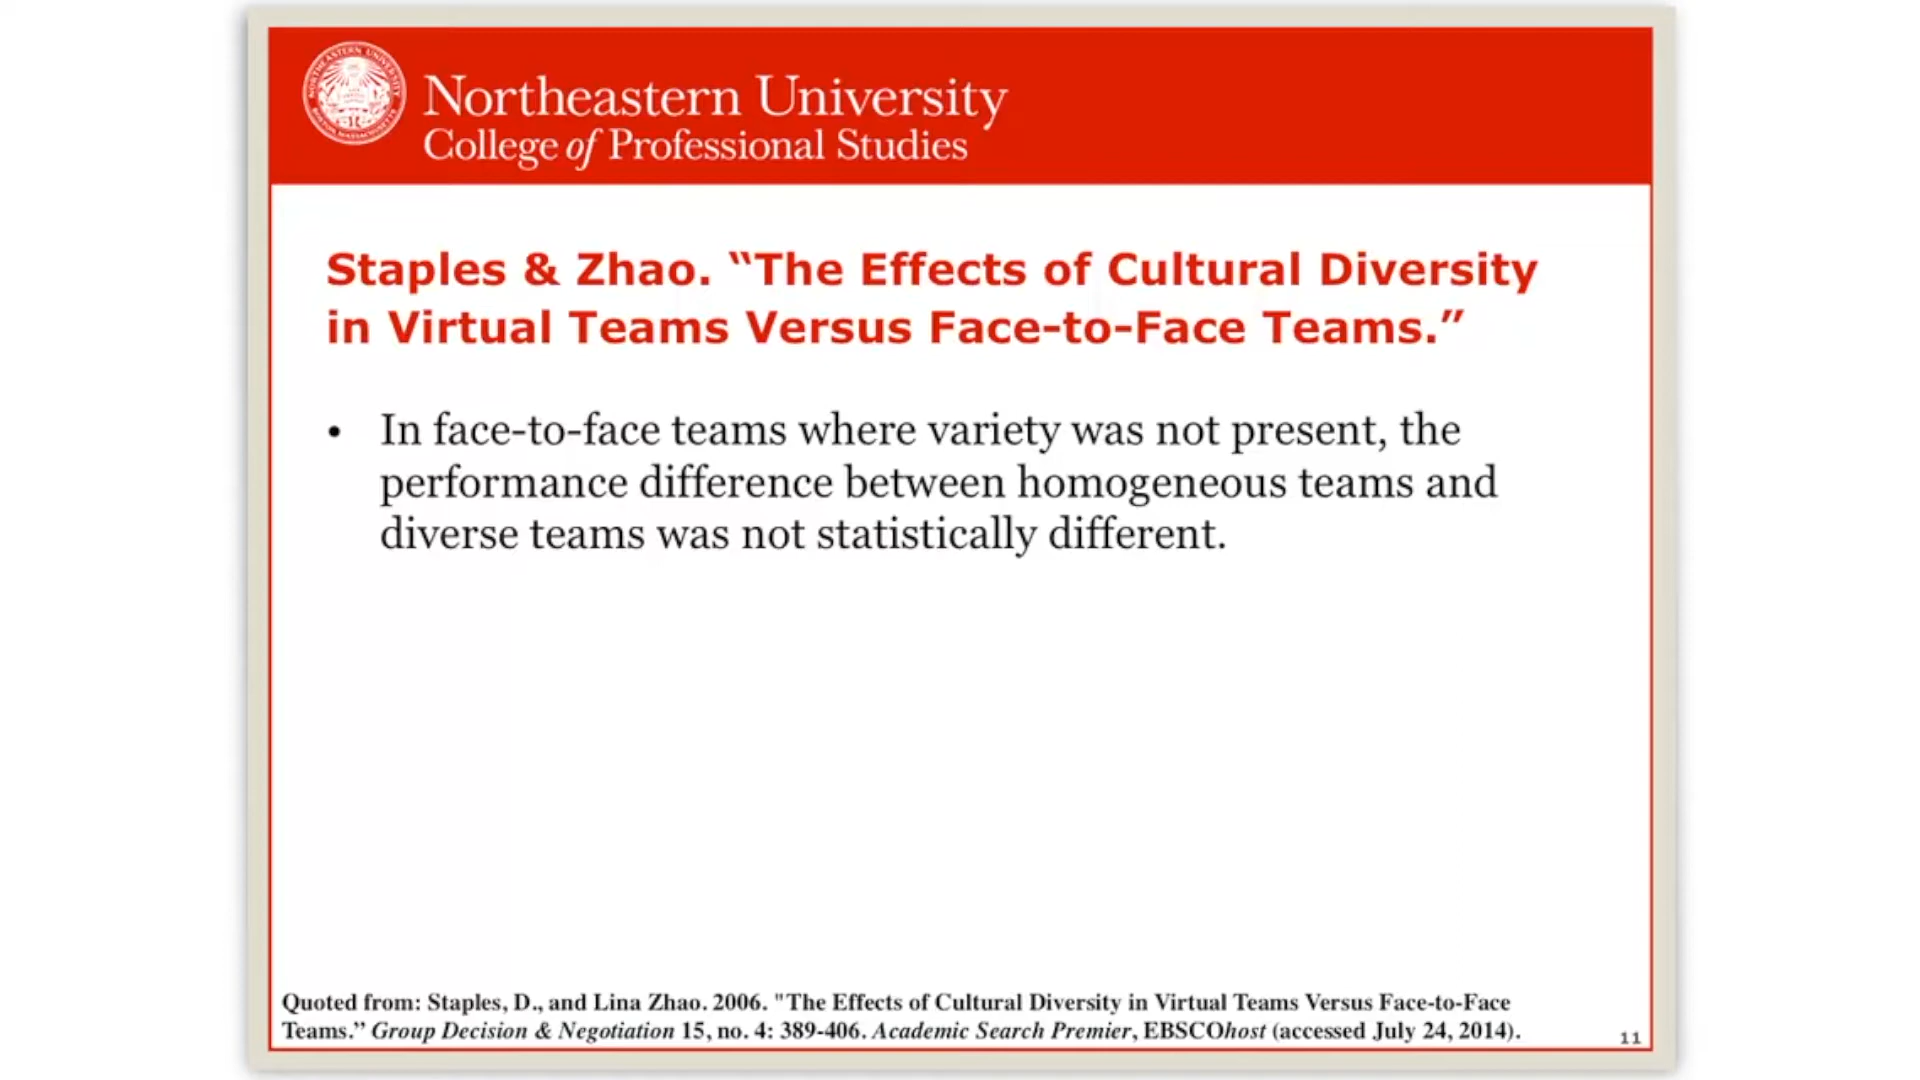 Northeastern University
College of Professional Studies
Staples & Zhao. “The Effects of Cultural Diversity
in Virtual Teams Versus Face-to-Face Teams.”
• In face-to-face teams where variety was not present, the
performance difference between homogeneous teams and
diverse teams was not statistically different.
Quoted from: Staples, D., and Lina Zhao. 2006. "The Effects of Cultural Diversity in Virtual Teams Versus Face-to-Face
Teams.” Group Decision & Negotiation 15, no. 4: 389-406. Academic Search Premier, EBSCOhost (accessed July 24, 2014).
11